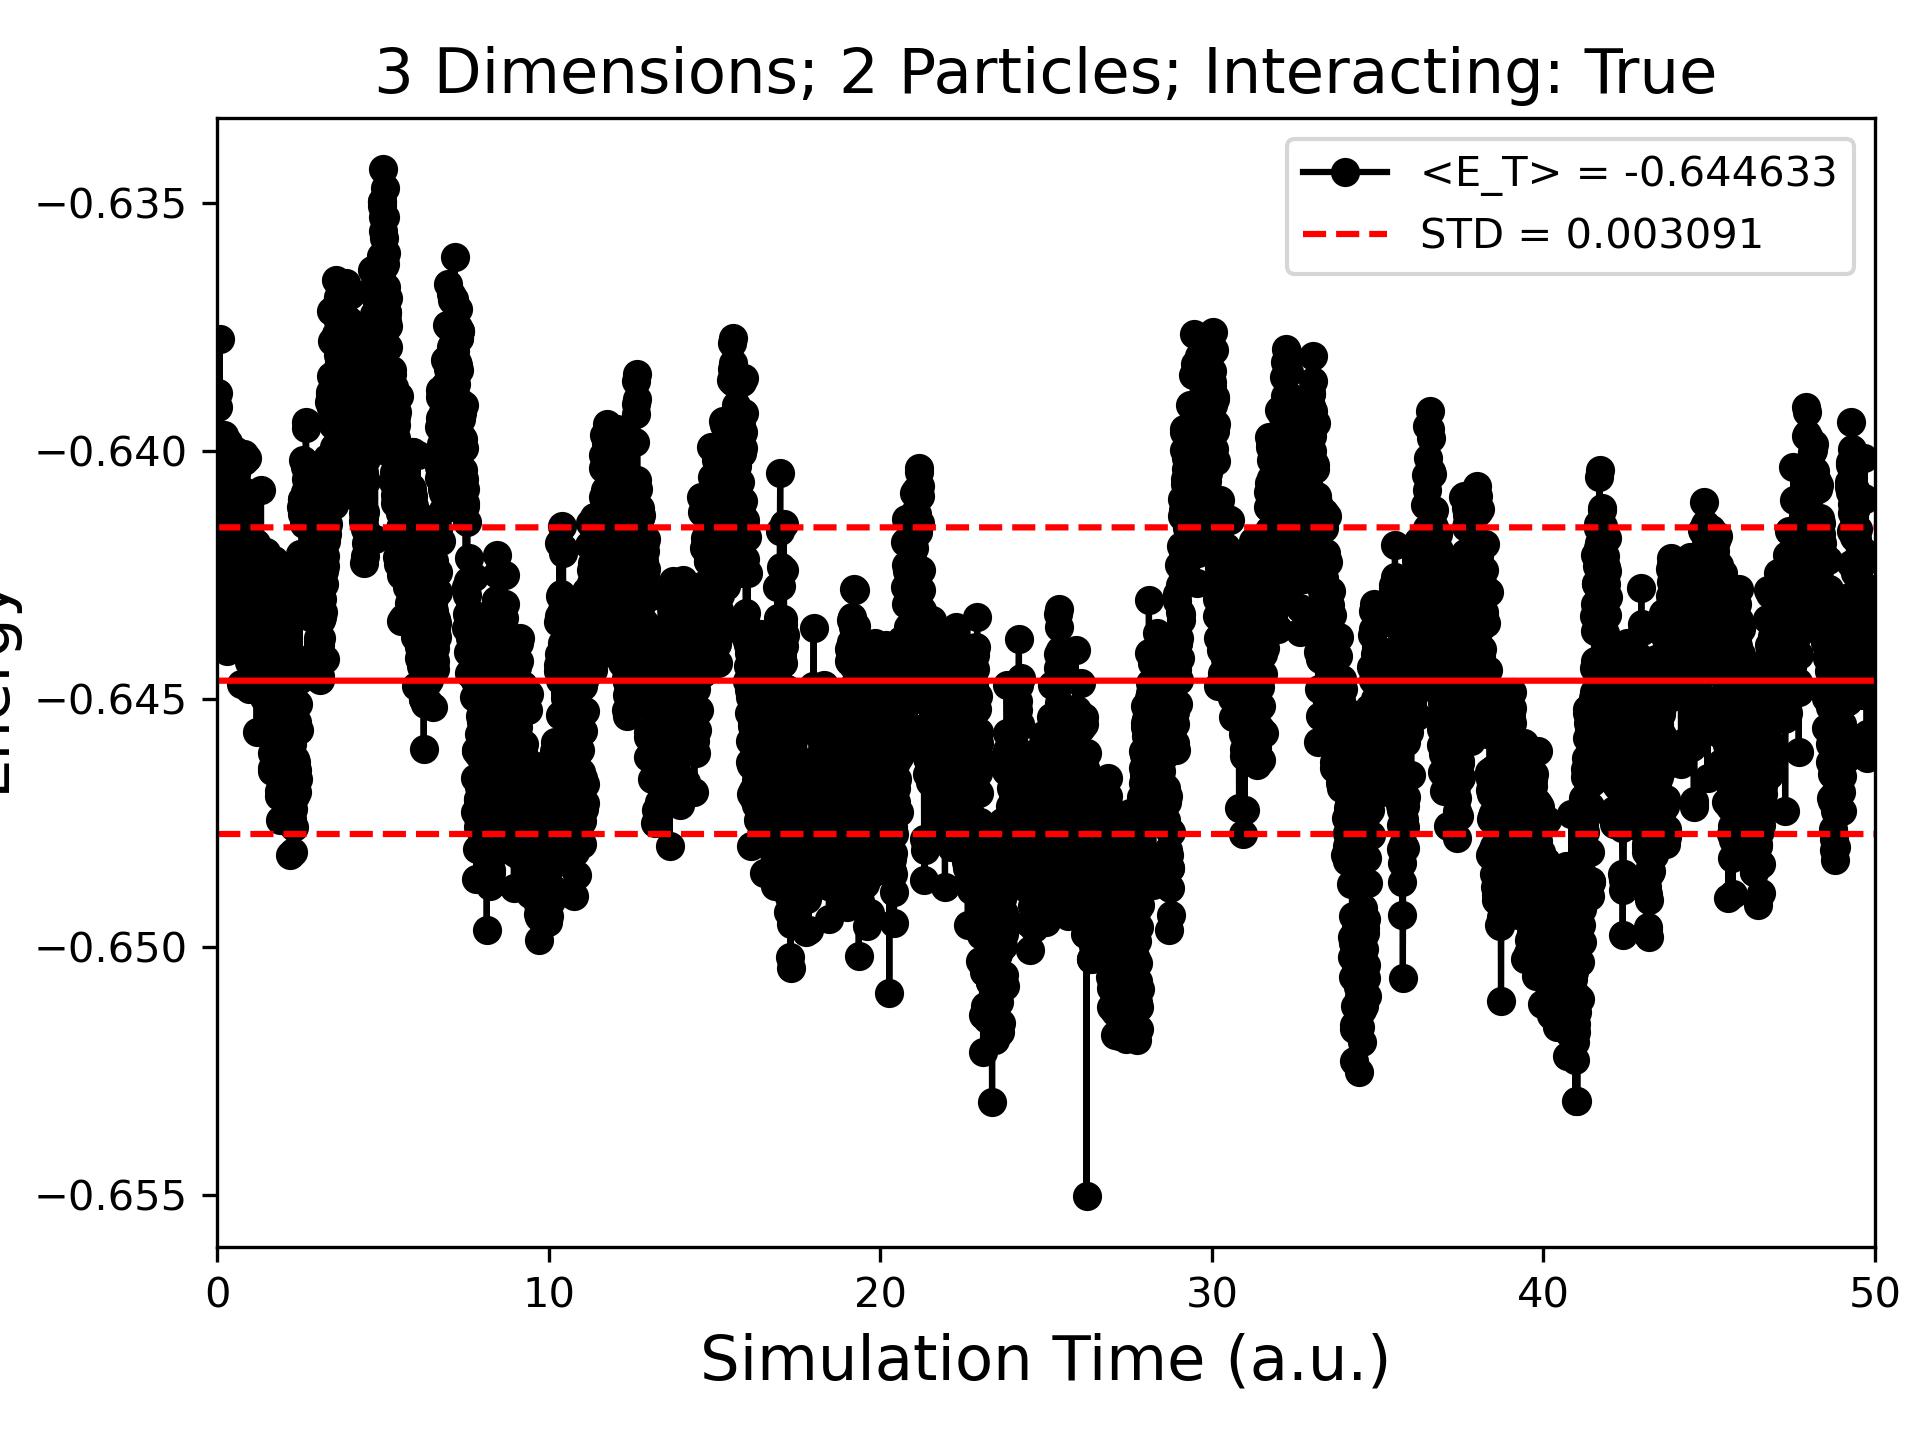 3 Dimensions; 2 Particles; Interacting: True
<E_T> = -0.644633
STD = 0.003091
−0.635
−0.640
−0.645
−0.650
−0.655
Energy
0 10 20 30 40 50
Simulation Time (a.u.)